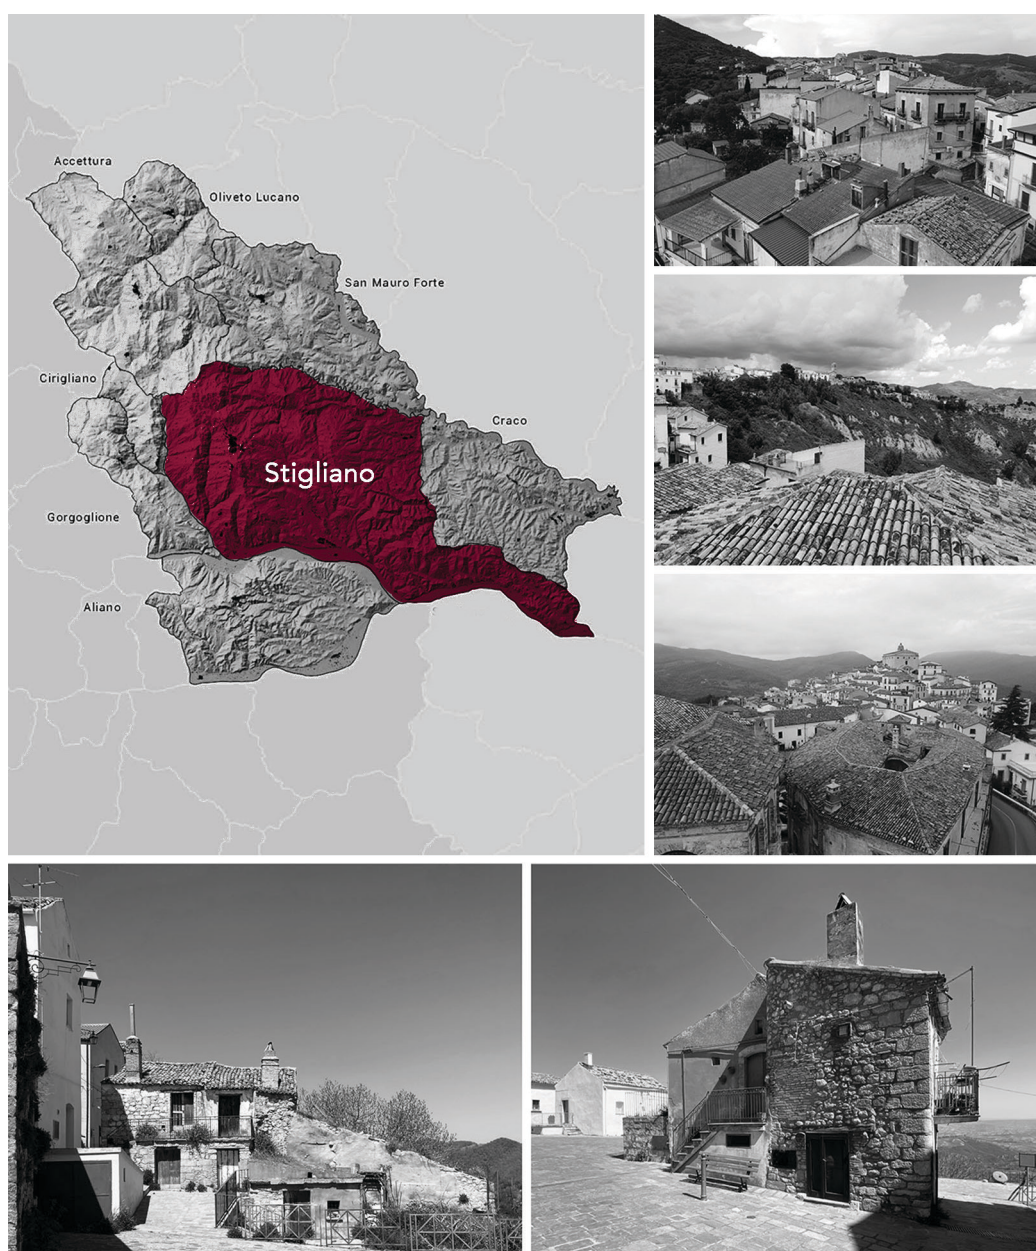 Accettura
Oliveto Lucano
San Mauro Forte
Cirigliano
Craco
Stigliano
Gorgoglione
Aliano